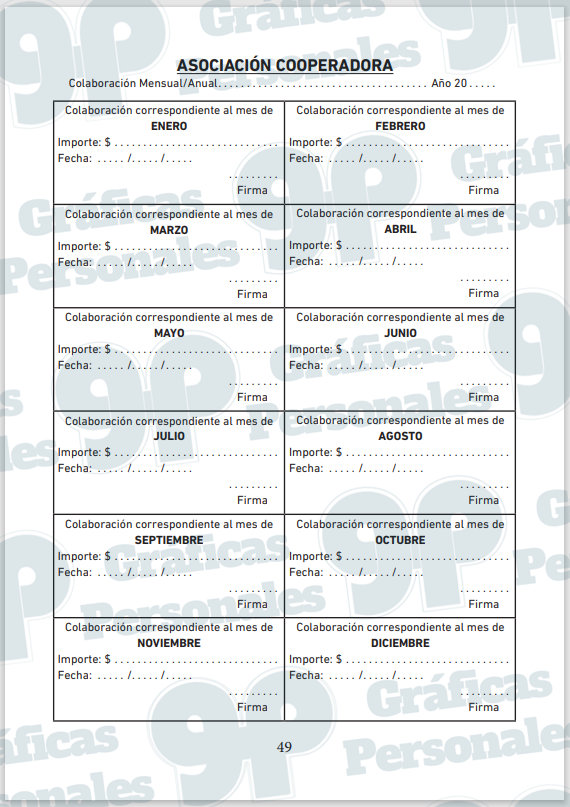 ASOCIACIÓN COOPERADORA
Colaboración Mensual/Anual..................................... Año 20.....
Colaboración correspondiente al mes de
ENERO
Importe: $ .............................
Fecha: ...../...../.....
.........
Firma
Colaboración correspondiente al mes de
FEBRERO
Importe: $ .............................
Fecha: ...../...../.....
.........
Firma
Colaboración correspondiente al mes de
MARZO
Importe: $ .............................
Fecha: ...../...../.....
.........
Firma
Colaboración correspondiente al mes de
ABRIL
Importe: $ .............................
Fecha: ...../...../.....
.........
Firma
Colaboración correspondiente al mes de
MAYO
Importe: $ .............................
Fecha: ...../...../.....
.........
Firma
Colaboración correspondiente al mes de
JUNIO
Importe: $ .............................
Fecha: ...../...../.....
.........
Firma
Colaboración correspondiente al mes de
JULIO
Importe: $ .............................
Fecha: ...../...../.....
.........
Firma
Colaboración correspondiente al mes de
AGOSTO
Importe: $ .............................
Fecha: ...../...../.....
.........
Firma
Colaboración correspondiente al mes de
SEPTIEMBRE
Importe: $ .............................
Fecha: ...../...../.....
.........
Firma
Colaboración correspondiente al mes de
OCTUBRE
Importe: $ .............................
Fecha: ...../...../.....
.........
Firma
Colaboración correspondiente al mes de
NOVIEMBRE
Importe: $ .............................
Fecha: ...../...../.....
.........
Firma
Colaboración correspondiente al mes de
DICIEMBRE
Importe: $ .............................
Fecha: ...../...../.....
.........
Firma
49
gp
Gráficas
Personales